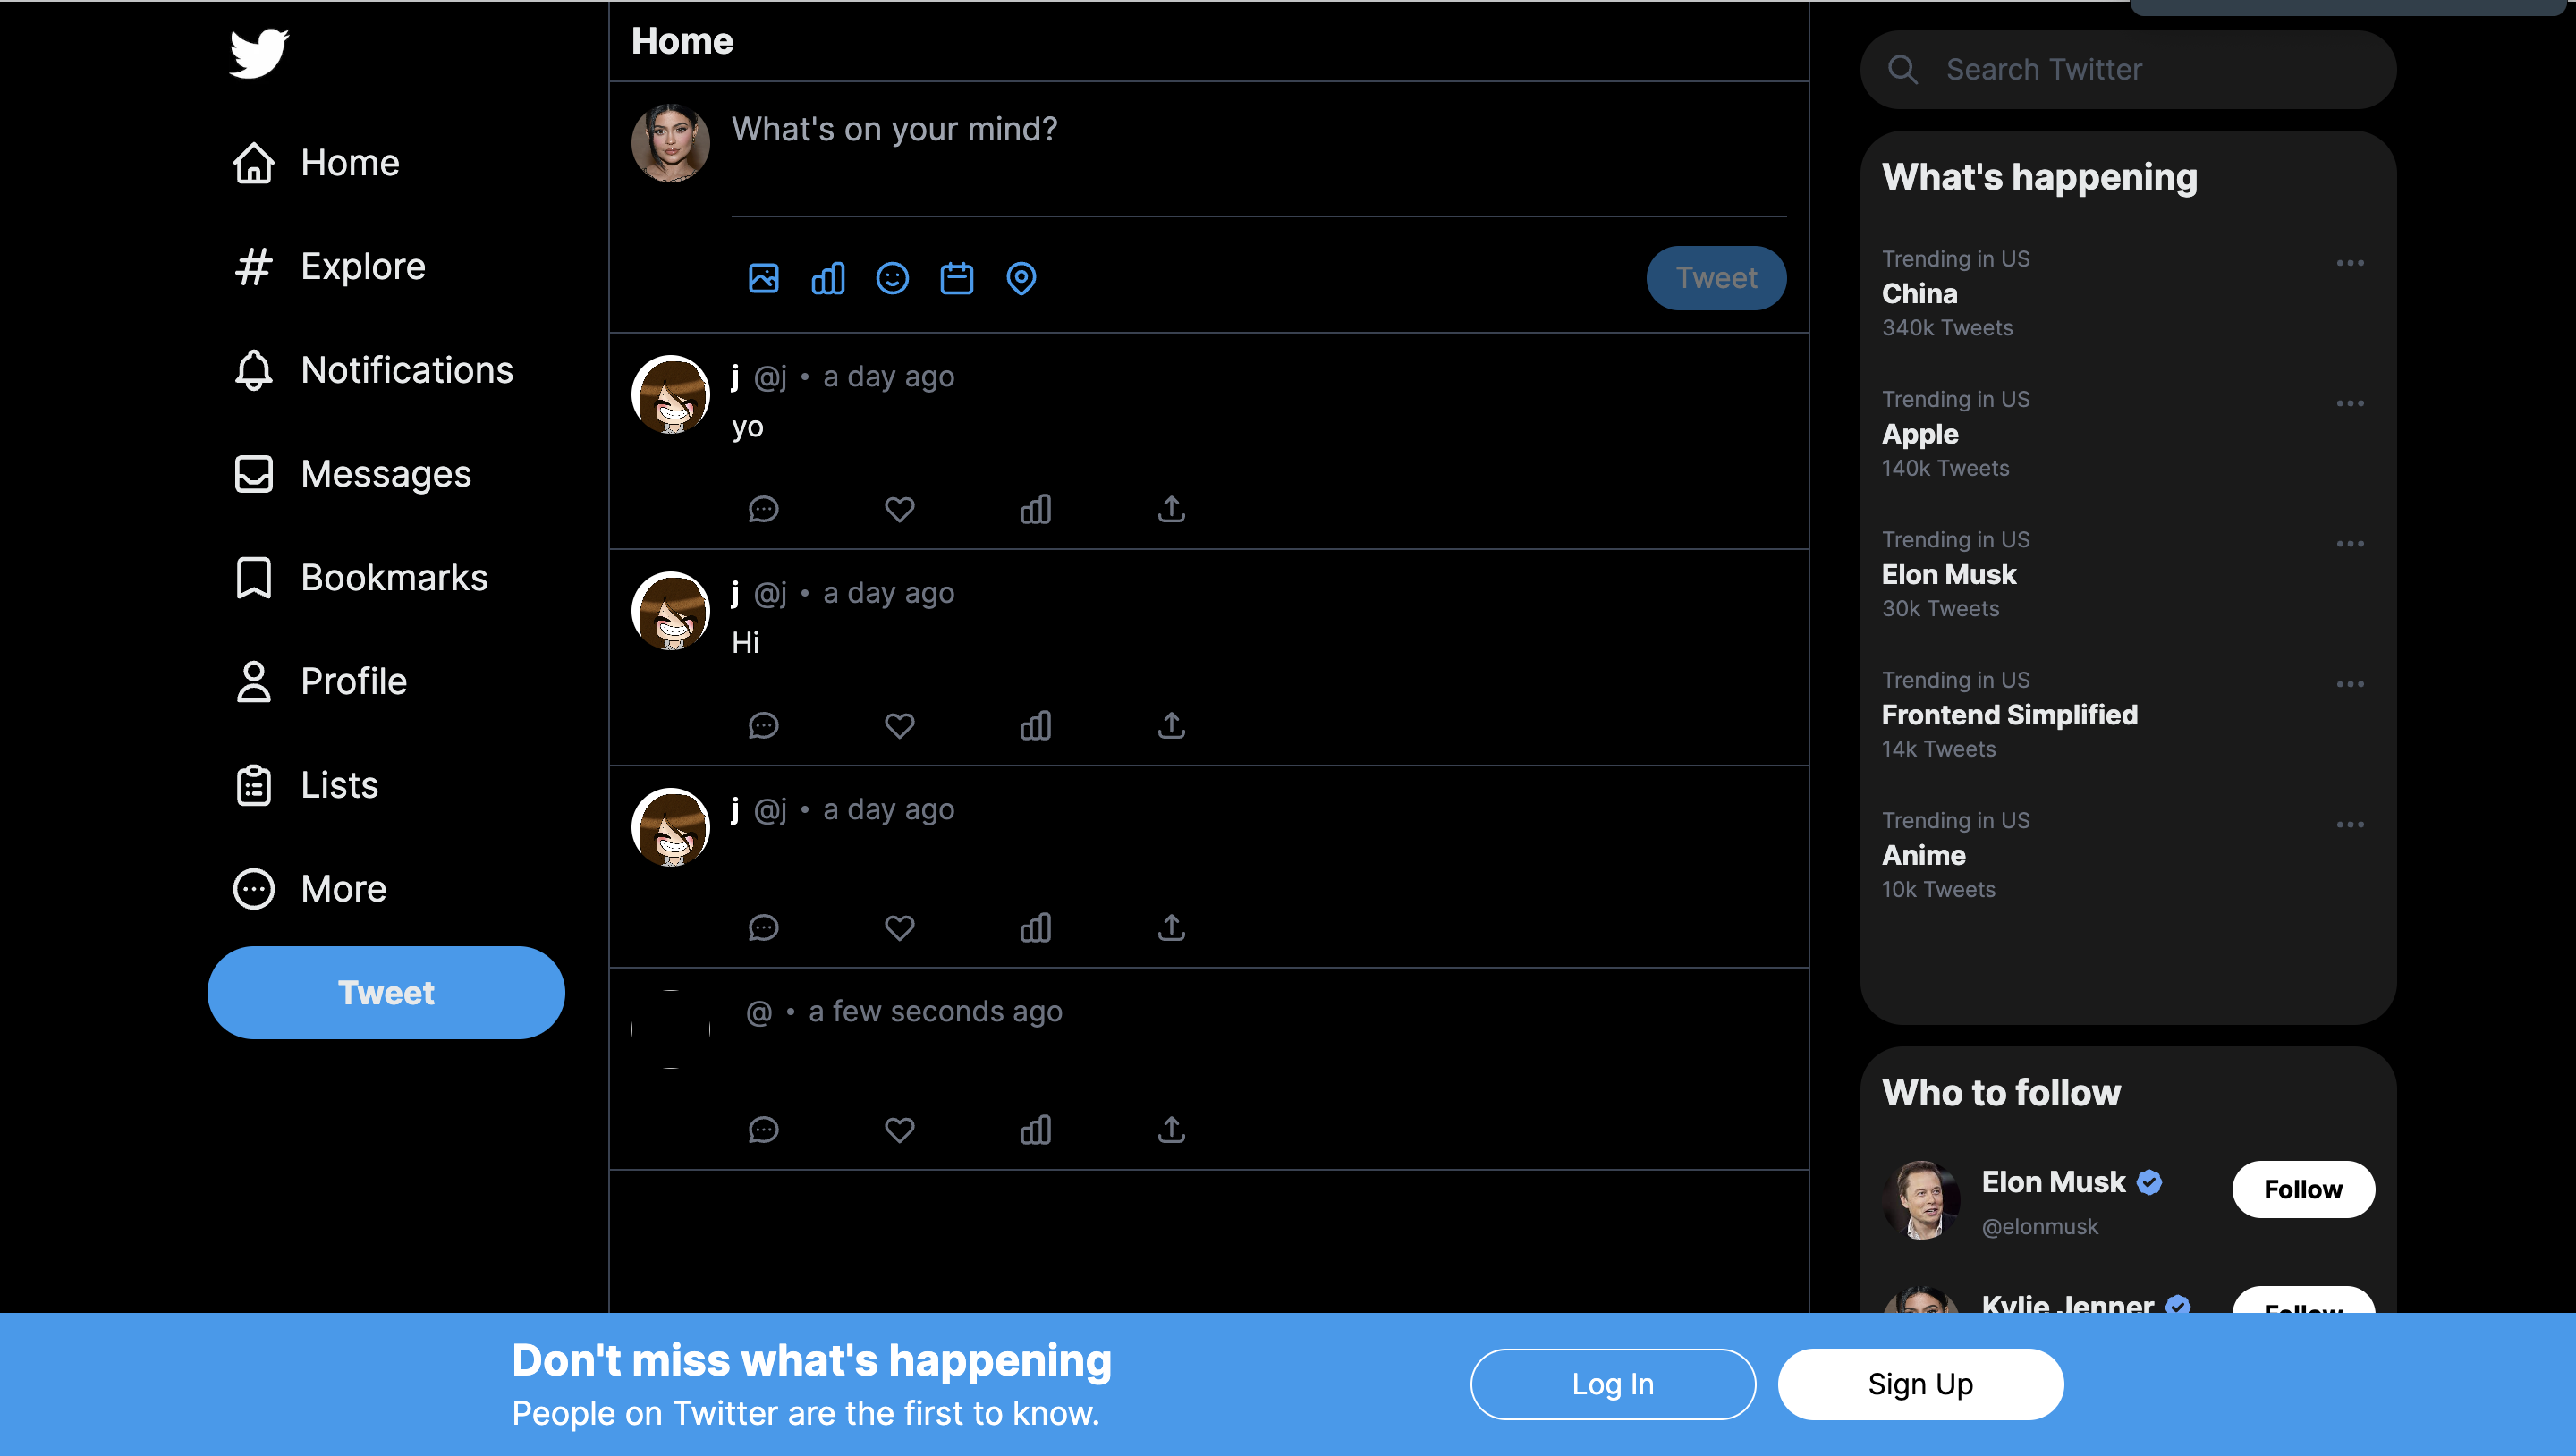 Home
Explore
Notifications
Messages
Bookmarks
Profile
Lists
More
Tweet
Home
What's on your mind?
Tweet
j @j • a day ago
yo
j @j • a day ago
Hi
j @j • a day ago
@ • a few seconds ago
Search Twitter
What's happening
Trending in US
China
340k Tweets
Trending in US
Apple
140k Tweets
Trending in US
Elon Musk
30k Tweets
Trending in US
Frontend Simplified
14k Tweets
Trending in US
Anime
10k Tweets
Who to follow
Elon Musk
@elonmusk
Follow
Kylie Jenner
Follow
Don't miss what's happening
People on Twitter are the first to know.
Log In
Sign Up